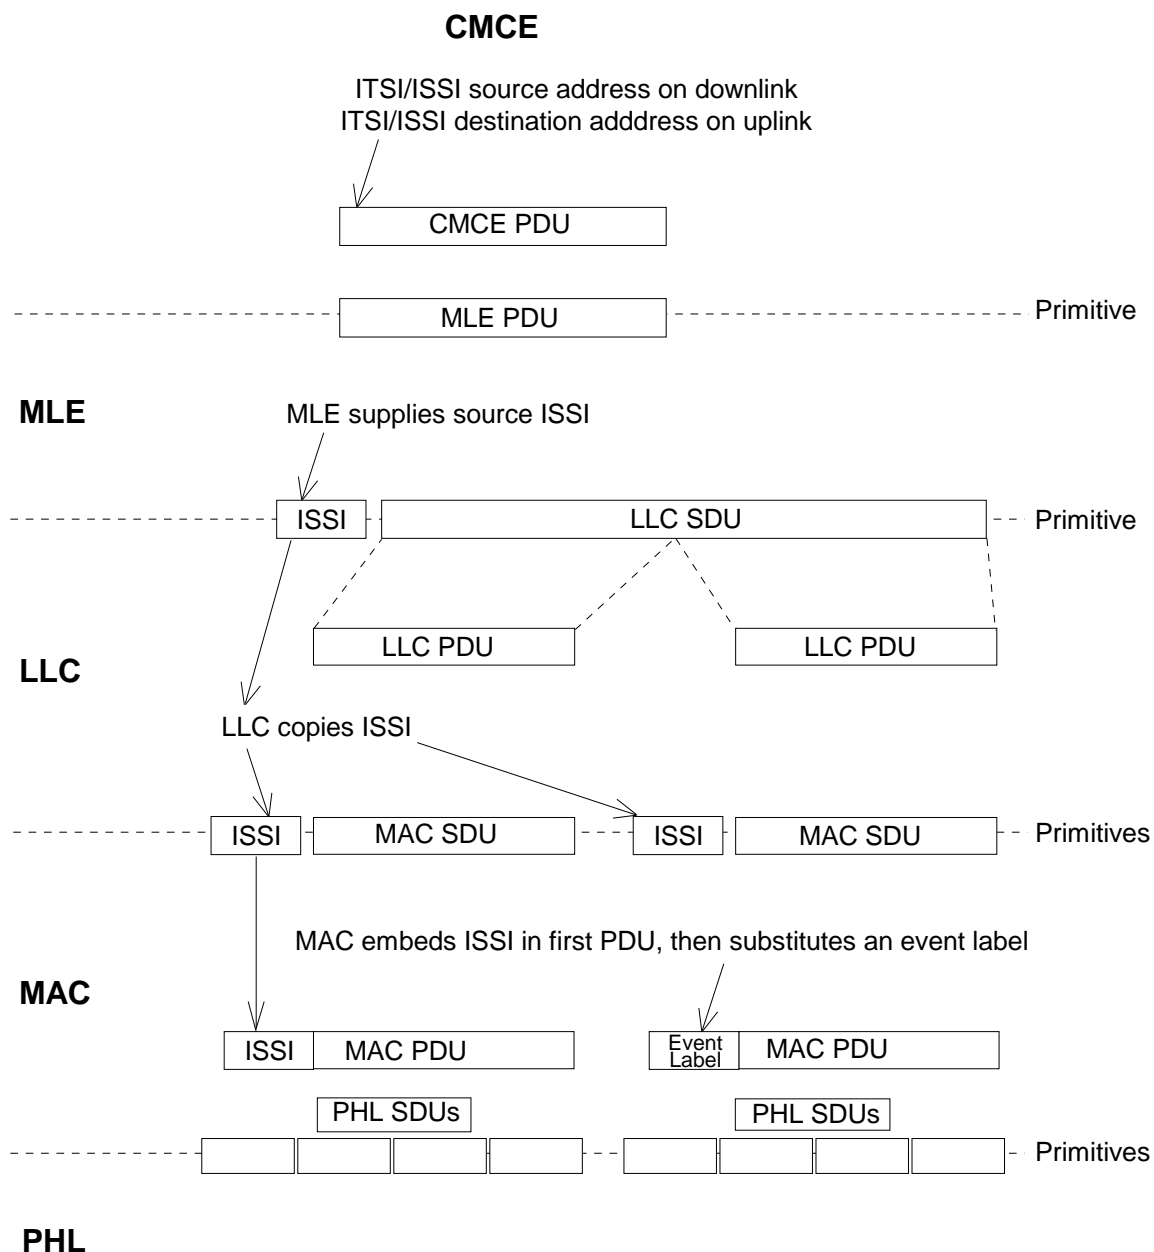 CMCE
ITSI/ISSI source address on downlink
ITSI/ISSI destination adddress on uplink
CMCE PDU
MLE PDU
Primitive
MLE
MLE supplies source ISSI
ISSI
LLC SDU
Primitive
LLC PDU
LLC PDU
LLC
LLC copies ISSI
ISSI
MAC SDU
ISSI
MAC SDU
Primitives
MAC embeds ISSI in first PDU, then substitutes an event label
MAC
ISSI
MAC PDU
Event
Label
MAC PDU
PHL SDUs
PHL SDUs
Primitives
PHL